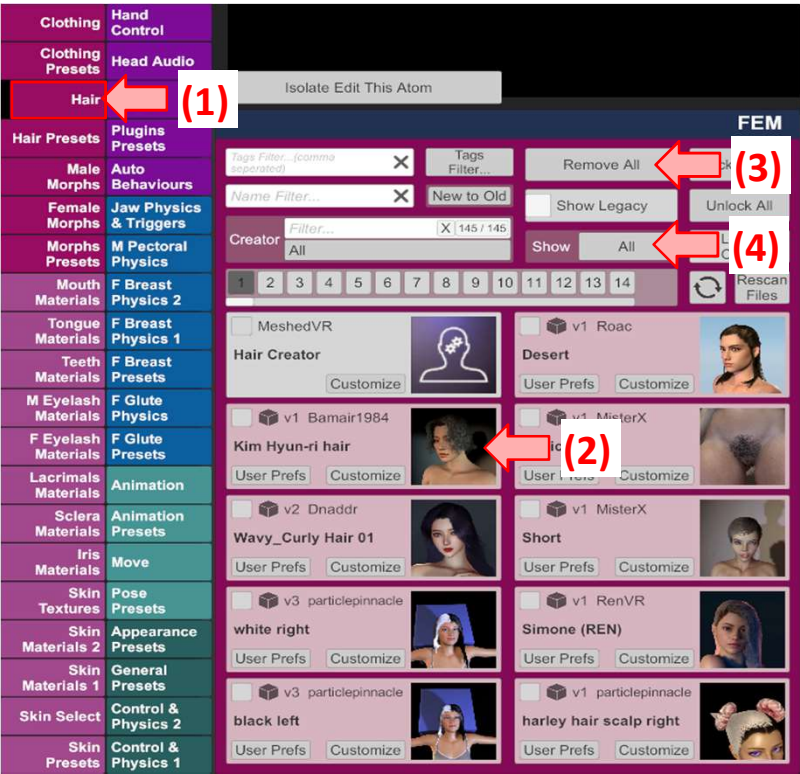 Clothing
Hand
Control
Clothing
Presets
Head Audio
Hair
(1)
Isolate Edit This Atom
Hair Presets
Plugins
Presets
FEM
Male
Morphs
Auto
Behaviours
Tags Filter...(comma
seperated)
Tags
Filter...
Remove All
(3)
Female
Morphs
Jaw Physics
& Triggers
Name Filter...
New to Old
Show Legacy
Unlock All
Morphs
Presets
M Pectoral
Physics
Creator
Filter...
X 145 / 145
All
Show
All
(4)
Mouth
Materials
F Breast
Physics 2
1 2 3 4 5 6 7 8 9 10 11 12 13 14
Rescan
Files
Tongue
Materials
F Breast
Physics 1
MeshedVR
Hair Creator
Customize
v1 Roac
Desert
User Prefs
Customize
Teeth
Materials
F Breast
Presets
M Eyelash
Materials
F Glute
Physics
v1 Bamair1984
Kim Hyun-ri hair
User Prefs
Customize
(2)
v1 MisterX
User Prefs
Customize
F Eyelash
Materials
F Glute
Presets
Lacrimals
Materials
Animation
v2 Dnaddr
Wavy_Curly Hair 01
User Prefs
Customize
v1 MisterX
Short
User Prefs
Customize
Sclera
Materials
Animation
Presets
Iris
Materials
Move
Skin
Textures
Pose
Presets
v3 particlepinnacle
white right
User Prefs
Customize
v1 RenVR
Simone (REN)
User Prefs
Customize
Skin
Materials 2
Appearance
Presets
Skin
Materials 1
General
Presets
v3 particlepinnacle
black left
User Prefs
Customize
v1 particlepinnacle
harley hair scalp right
User Prefs
Customize
Skin Select
Control &
Physics 2
Skin
Presets
Control &
Physics 1